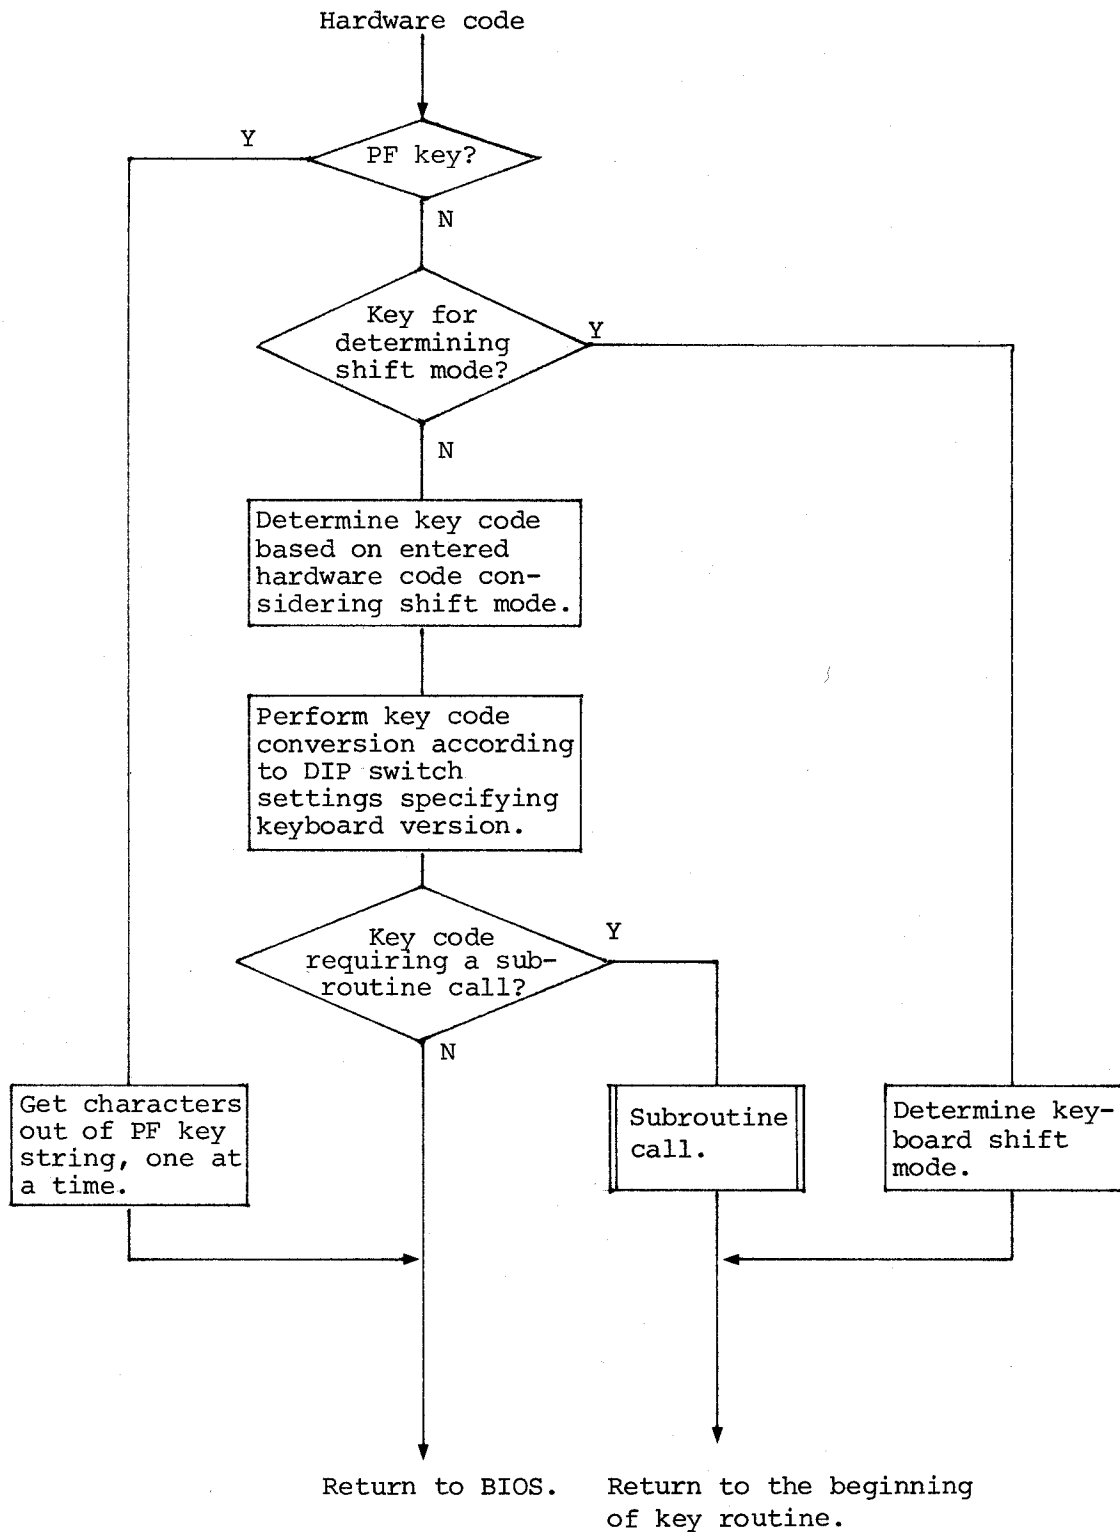 Hardware code
Y
PF key?
N
Key for
determining
shift mode?
Y
N
Determine key code
based on entered
hardware code con-
sidering shift mode.
Perform key code
conversion according
to DIP switch
settings specifying
keyboard version.
Key code
requiring a sub-
routine call?
Y
N
Get characters
out of PF key
string, one at
a time.
Subroutine
call.
Determine key-
board shift
mode.
Return to BIOS.
Return to the beginning
of key routine.